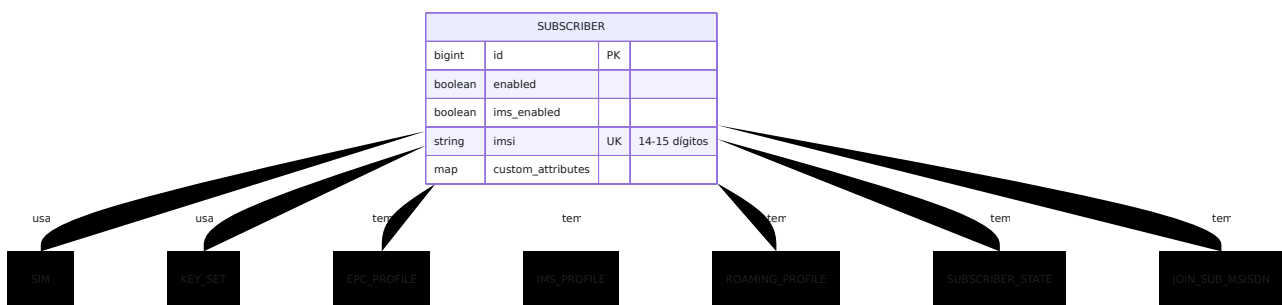 SUBSCRIBER
bigint id PK
boolean enabled
boolean ims_enabled
string imsi UK 14-15 dígitos
map custom_attributes
usa usa tem tem tem tem tem
SIM KEY_SET EPC_PROFILE IMS_PROFILE ROAMING_PROFILE SUBSCRIBER_STATE JOIN_SUB_MSISDN